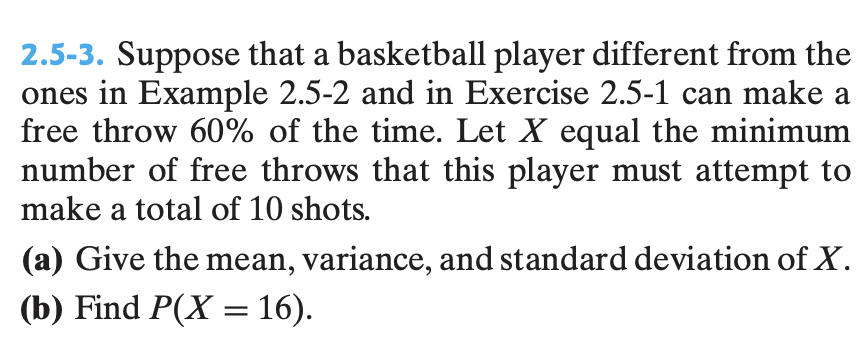 2.5-3. Suppose that a basketball player different from the
ones in Example 2.5-2 and in Exercise 2.5-1 can make a
free throw 60% of the time. Let X equal the minimum
number of free throws that this player must attempt to
make a total of 10 shots.
(a) Give the mean, variance, and standard deviation of X.
(b) Find P(X = 16).